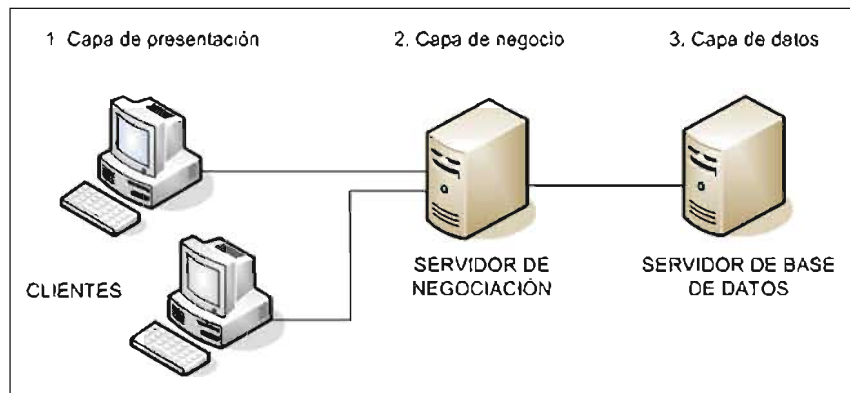 1. Capa de presentación
2. Capa de negocio
3. Capa de datos
CLIENTES
SERVIDOR DE
NEGOCIACIÓN
SERVIDOR DE BASE
DE DATOS